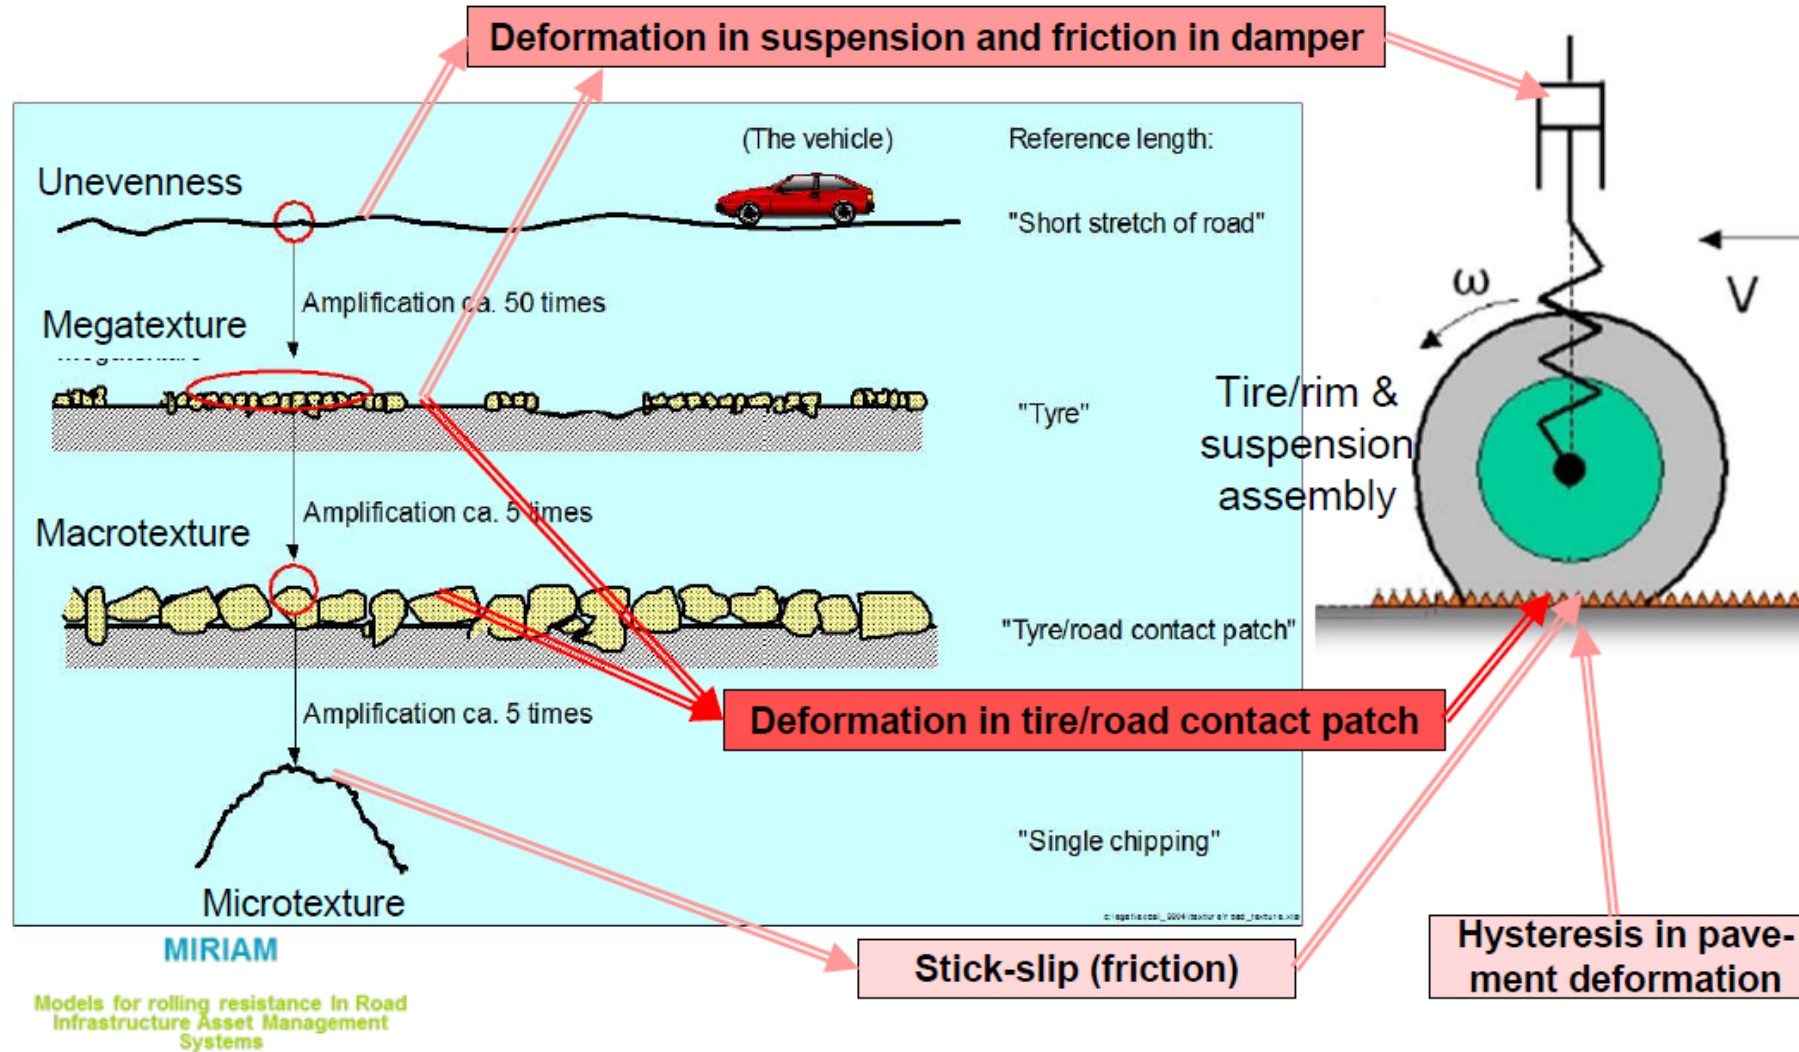 Deformation in suspension and friction in damper
(The vehicle)
Reference length:
Unevenness
"Short stretch of road"
Amplification ca. 50 times
Megatexture
"Tyre"
Amplification ca. 5 times
Macrotexture
"Tyre/road contact patch"
Amplification ca. 5 times
"Single chipping"
Microtexture
ω
V
Tire/rim &
suspension
assembly
Deformation in tire/road contact patch
Stick-slip (friction)
Hysteresis in pave-
ment deformation
MIRIAM
Models for rolling resistance In Road
Infrastructure Asset Management
Systems